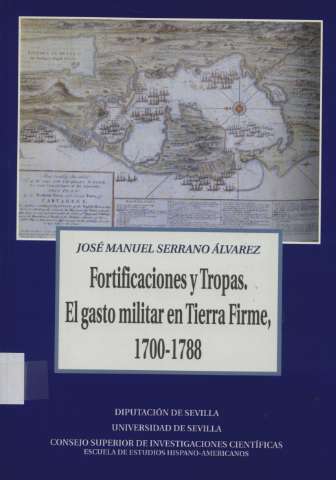 CARTAGENA
JOSÉ MANUEL SERRANO ÁLVAREZ
Fortificaciones y Tropas.
El gasto militar en Tierra Firme,
1700-1788
DIPUTACIÓN DE SEVILLA
UNIVERSIDAD DE SEVILLA
CONSEJO SUPERIOR DE INVESTIGACIONES CIENTÍFICAS
ESCUELA DE ESTUDIOS HISPANO-AMERICANOS